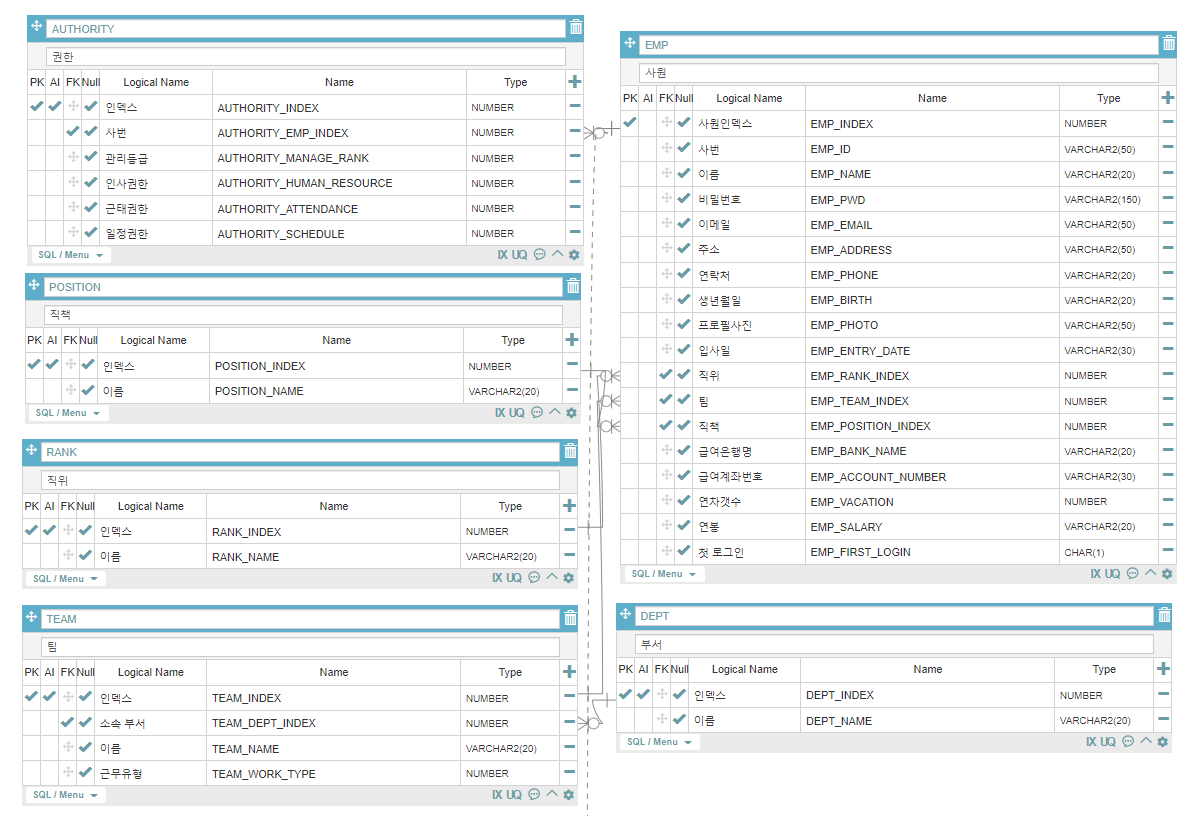 AUTHORITY
권한
PK AI FK Null Logical Name Name Type
인덱스 AUTHORITY_INDEX NUMBER
사번 AUTHORITY_EMP_INDEX NUMBER
관리등급 AUTHORITY_MANAGE_RANK NUMBER
인사권한 AUTHORITY_HUMAN_RESOURCE NUMBER
근태권한 AUTHORITY_ATTENDANCE NUMBER
일정권한 AUTHORITY_SCHEDULE NUMBER
SQL / Menu IX UQ
POSITION
직책
PK AI FK Null Logical Name Name Type
인덱스 POSITION_INDEX NUMBER
이름 POSITION_NAME VARCHAR2(20)
SQL / Menu IX UQ
RANK
직위
PK AI FK Null Logical Name Name Type
인덱스 RANK_INDEX NUMBER
이름 RANK_NAME VARCHAR2(20)
SQL / Menu IX UQ
TEAM
팀
PK AI FK Null Logical Name Name Type
인덱스 TEAM_INDEX NUMBER
소속 부서 TEAM_DEPT_INDEX NUMBER
이름 TEAM_NAME VARCHAR2(20)
근무유형 TEAM_WORK_TYPE NUMBER
SQL / Menu IX UQ
EMP
사원
PK AI FK Null Logical Name Name Type
사원인덱스 EMP_INDEX NUMBER
사번 EMP_ID VARCHAR2(50)
이름 EMP_NAME VARCHAR2(20)
비밀번호 EMP_PWD VARCHAR2(150)
이메일 EMP_EMAIL VARCHAR2(50)
주소 EMP_ADDRESS VARCHAR2(50)
연락처 EMP_PHONE VARCHAR2(20)
생년월일 EMP_BIRTH VARCHAR2(20)
프로필사진 EMP_PHOTO VARCHAR2(50)
입사일 EMP_ENTRY_DATE VARCHAR2(30)
직위 EMP_RANK_INDEX NUMBER
팀 EMP_TEAM_INDEX NUMBER
직책 EMP_POSITION_INDEX NUMBER
급여은행명 EMP_BANK_NAME VARCHAR2(20)
급여계좌번호 EMP_ACCOUNT_NUMBER VARCHAR2(30)
연차갯수 EMP_VACATION NUMBER
연봉 EMP_SALARY VARCHAR2(20)
첫 로그인 EMP_FIRST_LOGIN CHAR(1)
SQL / Menu IX UQ
DEPT
부서
PK AI FK Null Logical Name Name Type
인덱스 DEPT_INDEX NUMBER
이름 DEPT_NAME VARCHAR2(20)
SQL / Menu IX UQ